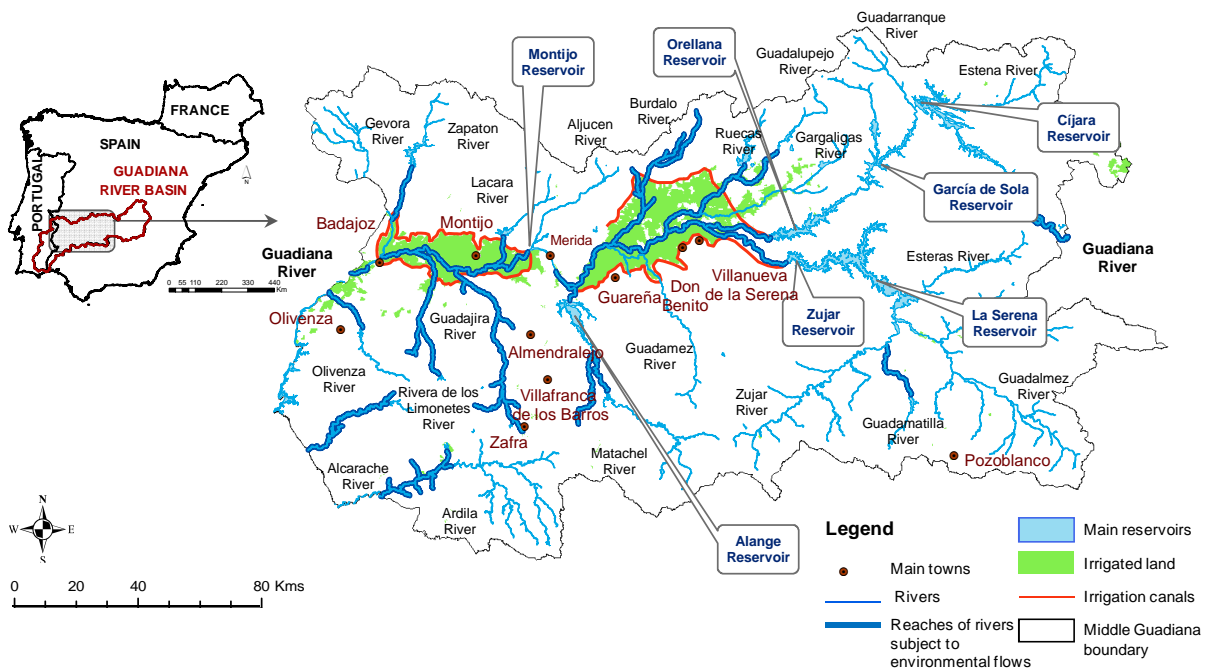 FRANCE
SPAIN
PORTUGAL
GUADIANA
RIVER BASIN
N
0 55 110 220 330 440
Km
Guadarranque
River
Orellana
Reservoir
Guadalupejo
River
Estena River
Montijo
Reservoir
Burdalo
River
Cíjara
Reservoir
Gevora
River
Zapaton
River
Aljucen
River
Ruecas
River
Gargaligas
River
Lacara
River
García de Sola
Reservoir
Badajoz
Montijo
Merida
Guadiana
River
Guadiana
River
Esteras River
Villanueva
de la Serena
Don
Benito
Guareña
Zujar
Reservoir
La Serena
Reservoir
Olivenza
Guadajira
River
Almendralejo
Guadamez
River
Olivenza
River
Rivera de los
Limonetes
River
Villafranca
de los Barros
Zujar
River
Guadalmez
River
Guadamatilla
River
Zafra
Matachel
River
Pozoblanco
Alcarache
River
Ardila
River
Alange
Reservoir
N
W E
S
0 20 40 60 80 Kms
Legend
Main towns
Rivers
Reaches of rivers
subject to
environmental flows
Main reservoirs
Irrigated land
Irrigation canals
Middle Guadiana
boundary